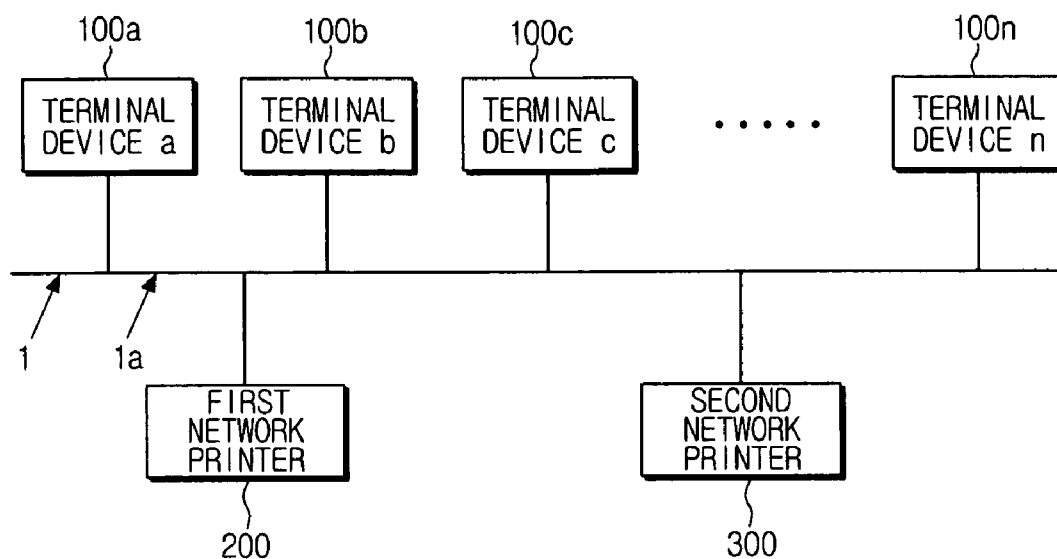 100a
100b
100c
100n
TERMINAL
DEVICE a
TERMINAL
DEVICE b
TERMINAL
DEVICE c
.....
TERMINAL
DEVICE n
1
1a
FIRST
NETWORK
PRINTER
SECOND
NETWORK
PRINTER
200
300